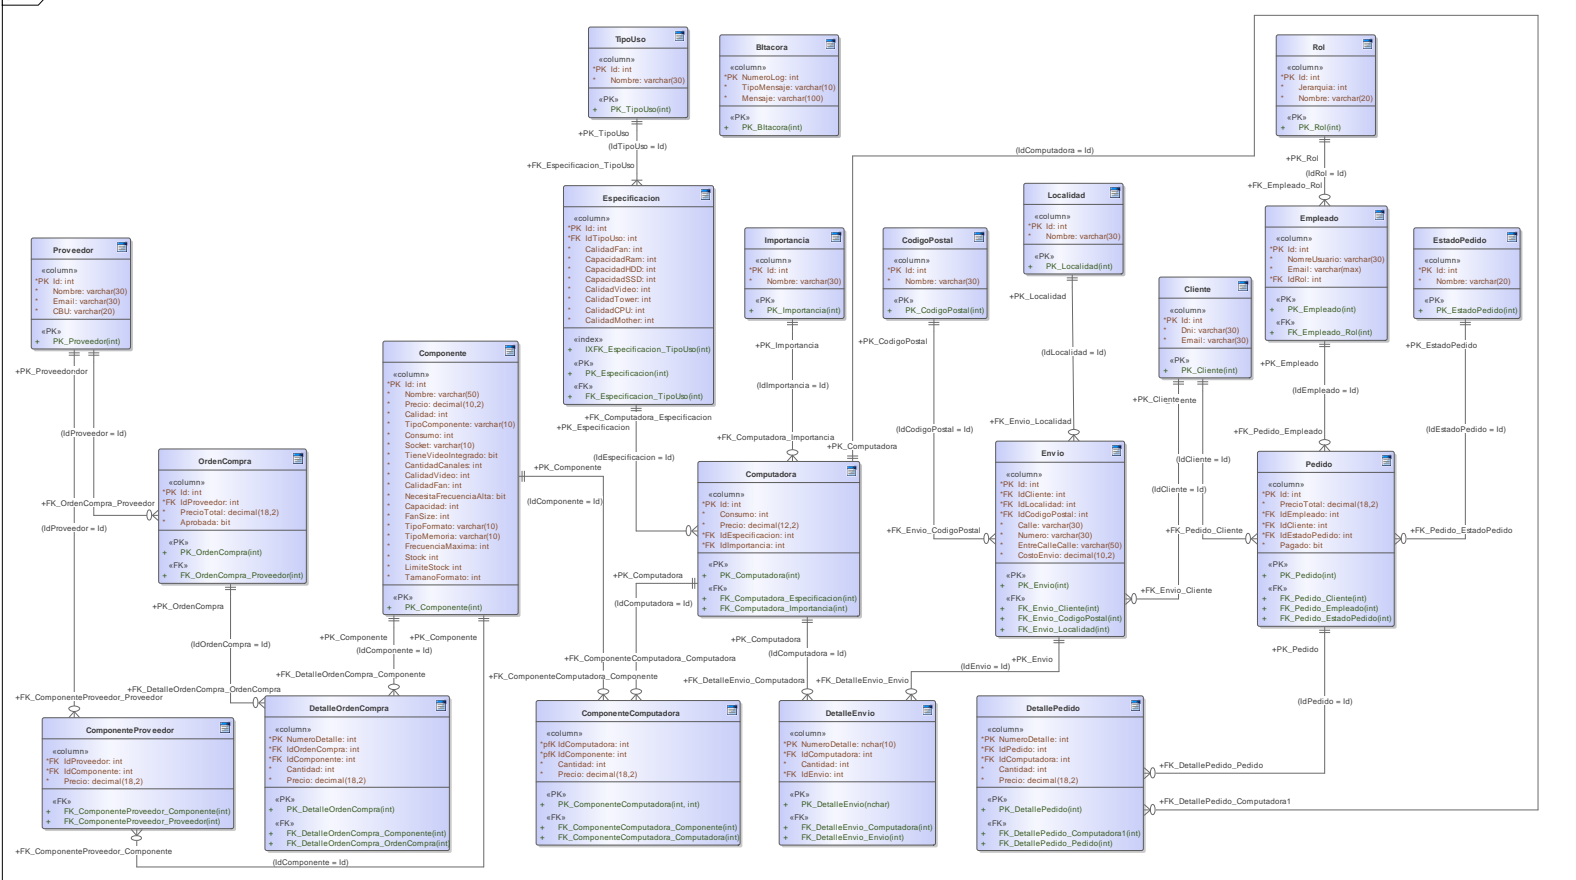 TipoUso
«column»
*PK Id: int
* Nombre: varchar(30)
«PK»
+ PK_TipoUso(int)
BItacora
«column»
*PK NumeroLog: int
* TipoMensaje: varchar(10)
* Mensaje: varchar(100)
«PK»
+ PK_BItacora(int)
Rol
«column»
*PK Id: int
* Jerarquia: int
* Nombre: varchar(20)
«PK»
+ PK_Rol(int)
+PK_TipoUso
(IdTipoUso = Id)
+FK_Especificacion_TipoUso
(IdComputadora = Id)
+PK_Rol
(IdRol = Id)
+FK_Empleado_Rol
Especificacion
«column»
*PK Id: int
*FK IdTipoUso: int
* CalidadFan: int
* CapacidadRam: int
* CapacidadHDD: int
* CapacidadSSD: int
* CalidadVideo: int
* CalidadTower: int
* CalidadCPU: int
* CalidadMother: int
«index»
+ IXFK_Especificacion_TipoUso(int)
«PK»
+ PK_Especificacion(int)
«FK»
+ FK_Especificacion_TipoUso(int)
Localidad
«column»
*PK Id: int
* Nombre: varchar(30)
«PK»
+ PK_Localidad(int)
Empleado
«column»
*PK Id: int
* NomreUsuario: varchar(30)
* Email: varchar(max)
*FK IdRol: int
«PK»
+ PK_Empleado(int)
«FK»
+ FK_Empleado_Rol(int)
Proveedor
«column»
*PK Id: int
* Nombre: varchar(30)
* Email: varchar(30)
* CBU: varchar(20)
«PK»
+ PK_Proveedor(int)
Importancia
«column»
*PK Id: int
* Nombre: varchar(30)
«PK»
+ PK_Importancia(int)
CodigoPostal
«column»
*PK Id: int
* Nombre: varchar(30)
«PK»
+ PK_CodigoPostal(int)
EstadoPedido
«column»
*PK Id: int
* Nombre: varchar(20)
«PK»
+ PK_EstadoPedido(int)
Cliente
«column»
*PK Id: int
* Dni: varchar(30)
* Email: varchar(30)
«PK»
+ PK_Cliente(int)
+PK_Localidad
+PK_Importancia
+PK_CodigoPostal
+PK_EstadoPedido
+PK_Empleado
(IdLocalidad = Id)
(IdImportancia = Id)
(IdEmpleado = Id)
Componente
«column»
*PK Id: int
* Nombre: varchar(50)
* Precio: decimal(10,2)
* Calidad: int
* TipoComponente: varchar(10)
* Consumo: int
* Socket: varchar(10)
* TieneVideoIntegrado: bit
* CantidadCanales: int
* CalidadVideo: int
* CalidadFan: int
* NecesitaFrecuenciaAlta: bit
* Capacidad: int
* FanSize: int
* TipoFormato: varchar(10)
* TipoMemoria: varchar(10)
* FrecuenciaMaxima: int
* Stock: int
* LimiteStock: int
* TamanoFormato: int
«PK»
+ PK_Componente(int)
(IdProveedor = Id)
+FK_Computadora_Especificacion
+PK_Especificacion
+FK_Computadora_Importancia
+PK_Computadora
(IdEspecificacion = Id)
(IdCodigoPostal = Id)
+FK_Envio_Localidad
+PK_Cliente
+FK_Pedido_Empleado
(IdEstadoPedido = Id)
(IdCliente = Id)
(IdCliente = Id)
OrdenCompra
«column»
*PK Id: int
*FK IdProveedor: int
* PrecioTotal: decimal(18,2)
* Aprobada: bit
«PK»
+ PK_OrdenCompra(int)
«FK»
+ FK_OrdenCompra_Proveedor(int)
+FK_OrdenCompra_Proveedor
(IdProveedor = Id)
+PK_Componente
(IdComponente = Id)
Computadora
«column»
*PK Id: int
* Consumo: int
* Precio: decimal(12,2)
*FK IdEspecificacion: int
*FK IdImportancia: int
«PK»
+ PK_Computadora(int)
«FK»
+ FK_Computadora_Especificacion(int)
+ FK_Computadora_Importancia(int)
+FK_Envio_CodigoPostal
Envio
«column»
*PK Id: int
*FK IdCliente: int
*FK IdLocalidad: int
*FK IdCodigoPostal: int
* Calle: varchar(30)
* Numero: varchar(30)
* EntreCalleCalle: varchar(50)
* CostoEnvio: decimal(10,2)
«PK»
+ PK_Envio(int)
«FK»
+ FK_Envio_Cliente(int)
+ FK_Envio_CodigoPostal(int)
+ FK_Envio_Localidad(int)
+FK_Pedido_Cliente
+FK_Envio_Cliente
Pedido
«column»
*PK Id: int
* PrecioTotal: decimal(18,2)
*FK IdEmpleado: int
*FK IdCliente: int
*FK IdEstadoPedido: int
* Pagado: bit
«PK»
+ PK_Pedido(int)
«FK»
+ FK_Pedido_Cliente(int)
+ FK_Pedido_Empleado(int)
+ FK_Pedido_EstadoPedido(int)
+FK_Pedido_EstadoPedido
+PK_OrdenCompra
(IdOrdenCompra = Id)
+PK_Componente
+PK_Componente
(IdComponente = Id)
+FK_DetalleOrdenCompra_Componente
+PK_Computadora
(IdComputadora = Id)
+FK_ComponenteComputadora_Computadora
+FK_ComponenteComputadora_Componente
+PK_Computadora
(IdComputadora = Id)
+FK_DetalleEnvio_Computadora
+PK_Envio
(IdEnvio = Id)
+FK_DetalleEnvio_Envio
+PK_Pedido
(IdPedido = Id)
+FK_DetalleOrdenCompra_OrdenCompra
+FK_ComponenteProveedor_Proveedor
ComponenteProveedor
«column»
*FK IdProveedor: int
*FK IdComponente: int
* Precio: decimal(18,2)
«FK»
+ FK_ComponenteProveedor_Componente(int)
+ FK_ComponenteProveedor_Proveedor(int)
DetalleOrdenCompra
«column»
*PK NumeroDetalle: int
*FK IdOrdenCompra: int
*FK IdComponente: int
* Cantidad: int
* Precio: decimal(18,2)
«PK»
+ PK_DetalleOrdenCompra(int)
«FK»
+ FK_DetalleOrdenCompra_Componente(int)
+ FK_DetalleOrdenCompra_OrdenCompra(int)
ComponenteComputadora
«column»
*pfK IdComputadora: int
*pfK IdComponente: int
* Cantidad: int
* Precio: decimal(18,2)
«PK»
+ PK_ComponenteComputadora(int, int)
«FK»
+ FK_ComponenteComputadora_Componente(int)
+ FK_ComponenteComputadora_Computadora(int)
DetalleEnvio
«column»
*PK NumeroDetalle: nchar(10)
*FK IdComputadora: int
* Cantidad: int
*FK IdEnvio: int
«PK»
+ PK_DetalleEnvio(nchar)
«FK»
+ FK_DetalleEnvio_Computadora(int)
+ FK_DetalleEnvio_Envio(int)
DetallePedido
«column»
*PK NumeroDetalle: int
*FK IdPedido: int
*FK IdComputadora: int
* Cantidad: int
* Precio: decimal(18,2)
«PK»
+ PK_DetallePedido(int)
«FK»
+ FK_DetallePedido_Computadora1(int)
+ FK_DetallePedido_Pedido(int)
+FK_DetallePedido_Pedido
+FK_DetallePedido_Computadora1
+FK_ComponenteProveedor_Componente
(IdComponente = Id)